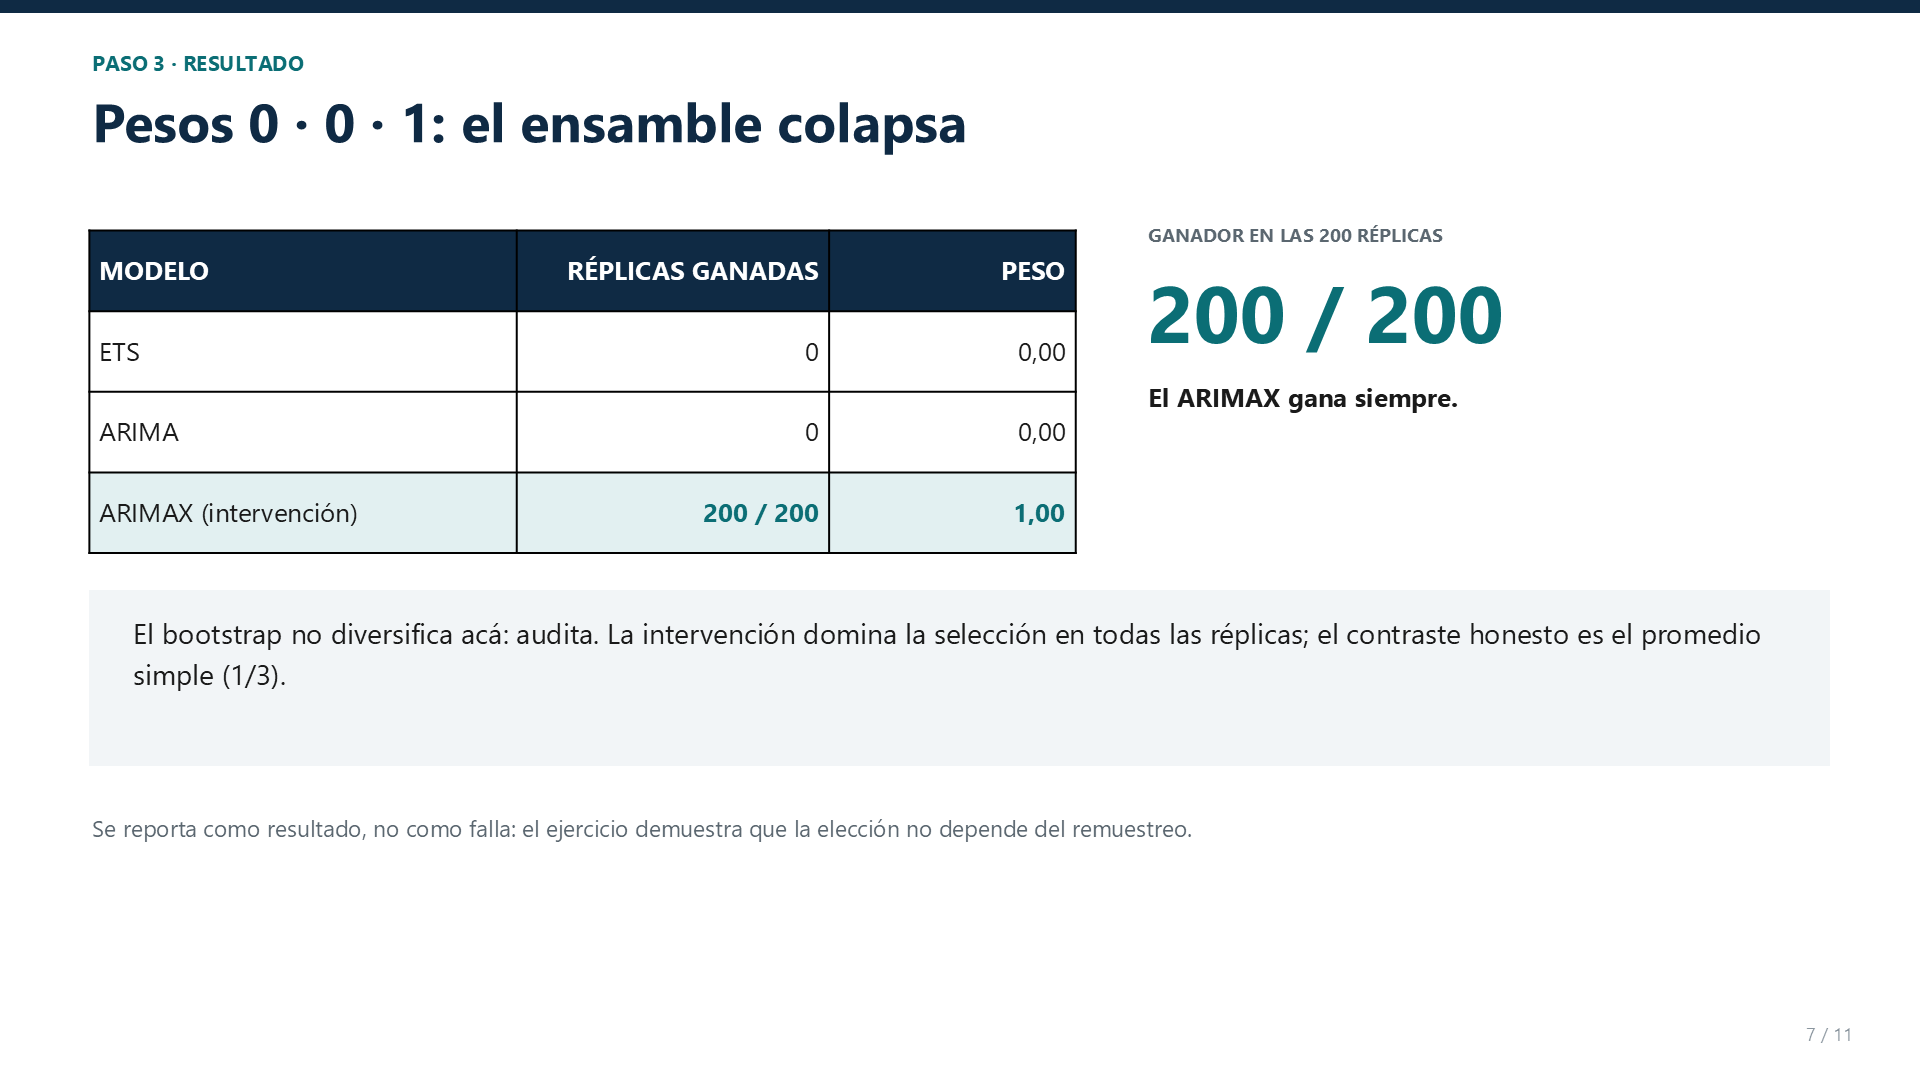 PASO 3 · RESULTADO
Pesos 0 · 0 · 1: el ensamble colapsa
MODELO RÉPLICAS GANADAS PESO
ETS 0 0,00
ARIMA 0 0,00
ARIMAX (intervención) 200 / 200 1,00
GANADOR EN LAS 200 RÉPLICAS
200 / 200
El ARIMAX gana siempre.
El bootstrap no diversifica acá: audita. La intervención domina la selección en todas las réplicas; el contraste honesto es el promedio
simple (1/3).
Se reporta como resultado, no como falla: el ejercicio demuestra que la elección no depende del remuestreo.
7 / 11